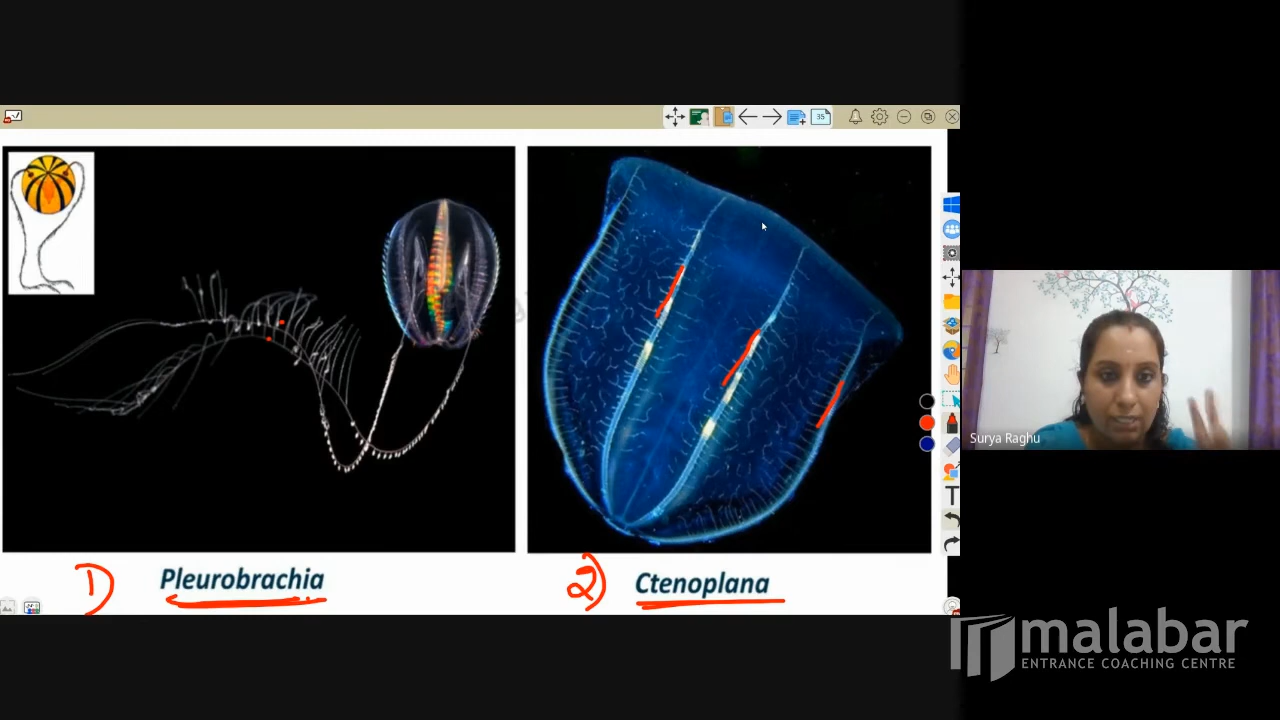 35
T
Surya Raghu
1) Pleurobrachia
2) Ctenoplana
malabar
ENTRANCE COACHING CENTRE